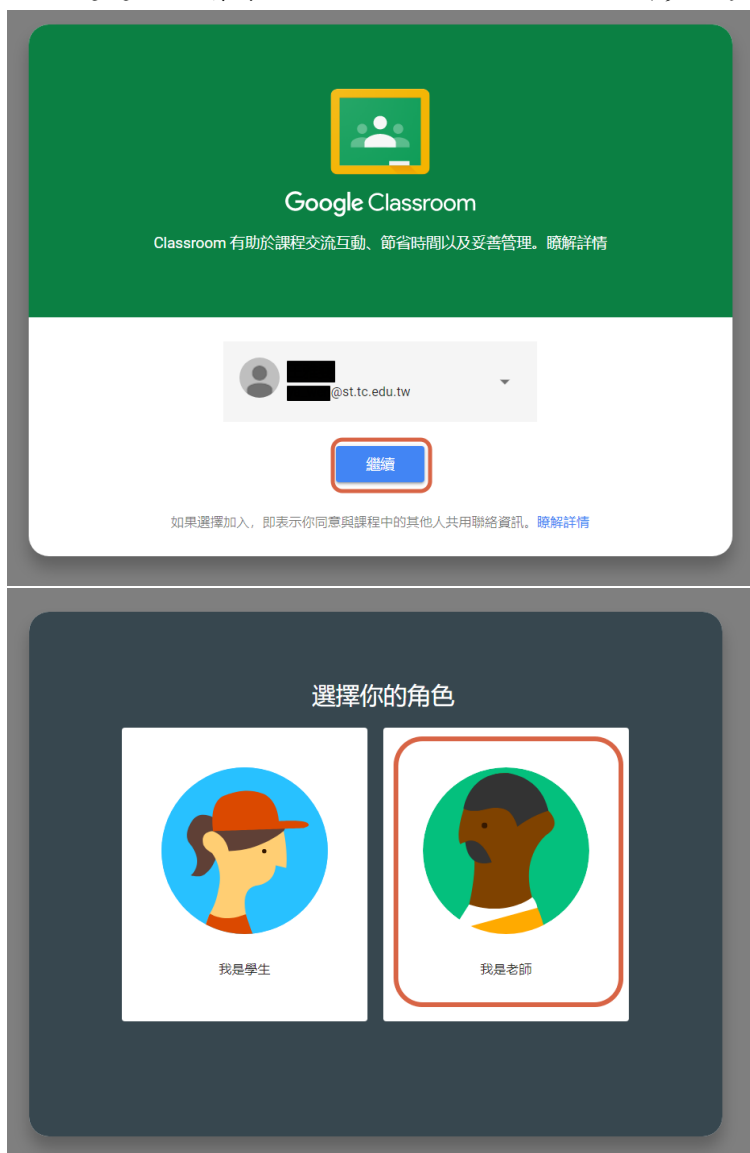 Google Classroom
Classroom 有助於課程交流互動、節省時間以及妥善管理。瞭解詳情
@st.tc.edu.tw
繼續
如果選擇加入，即表示你同意與課程中的其他人共用聯絡資訊。瞭解詳情
選擇你的角色
我是學生
我是老師